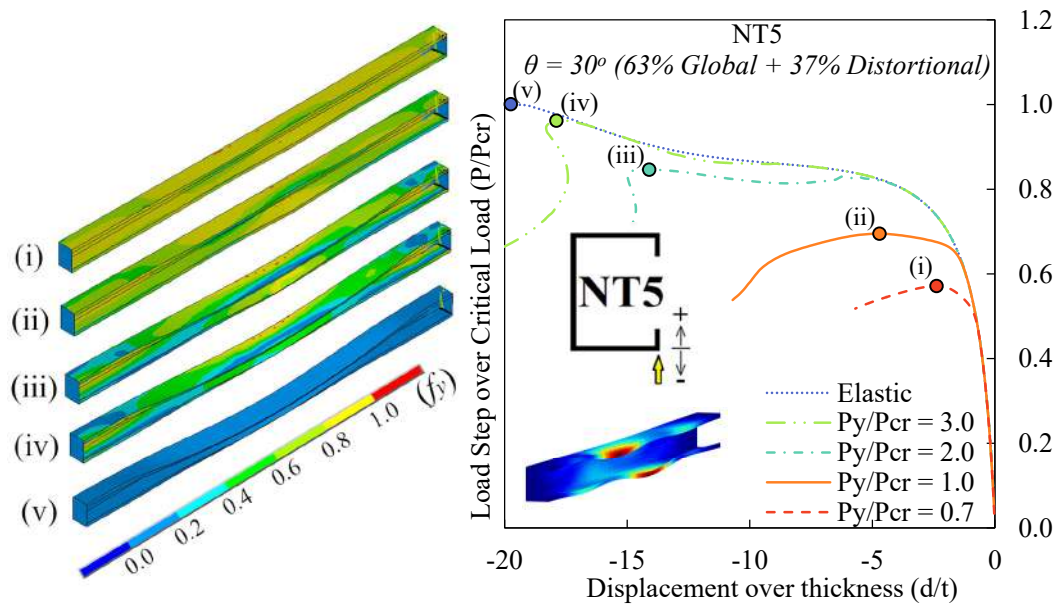 (i)
(ii)
(iii)
(iv)
(v)
0.0
0.2
0.4
0.6
0.8
1.0
(fy)
NT5
θ = 30º (63% Global + 37% Distortional)
(v)
(iv)
(iii)
(ii)
(i)
NT5
+
-
Elastic
Py/Pcr = 3.0
Py/Pcr = 2.0
Py/Pcr = 1.0
Py/Pcr = 0.7
Load Step over Critical Load (P/Pcr)
1.2
1.0
0.8
0.6
0.4
0.2
0.0
-20
-15
-10
-5
0
Displacement over thickness (d/t)